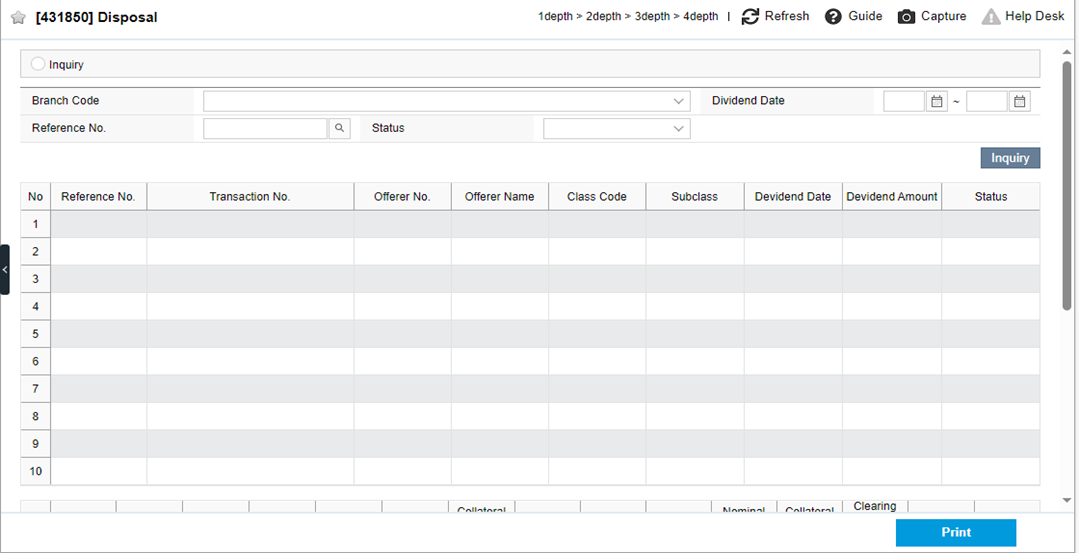 [431850] Disposal
1depth > 2depth > 3depth > 4depth | Refresh Guide Capture Help Desk
Inquiry
Branch Code Dividend Date ~
Reference No. Status
Inquiry
No Reference No. Transaction No. Offerer No. Offerer Name Class Code Subclass Devidend Date Devidend Amount Status
1
2
3
4
5
6
7
8
9
10
Collateral Nominal Collateral Clearing
Print